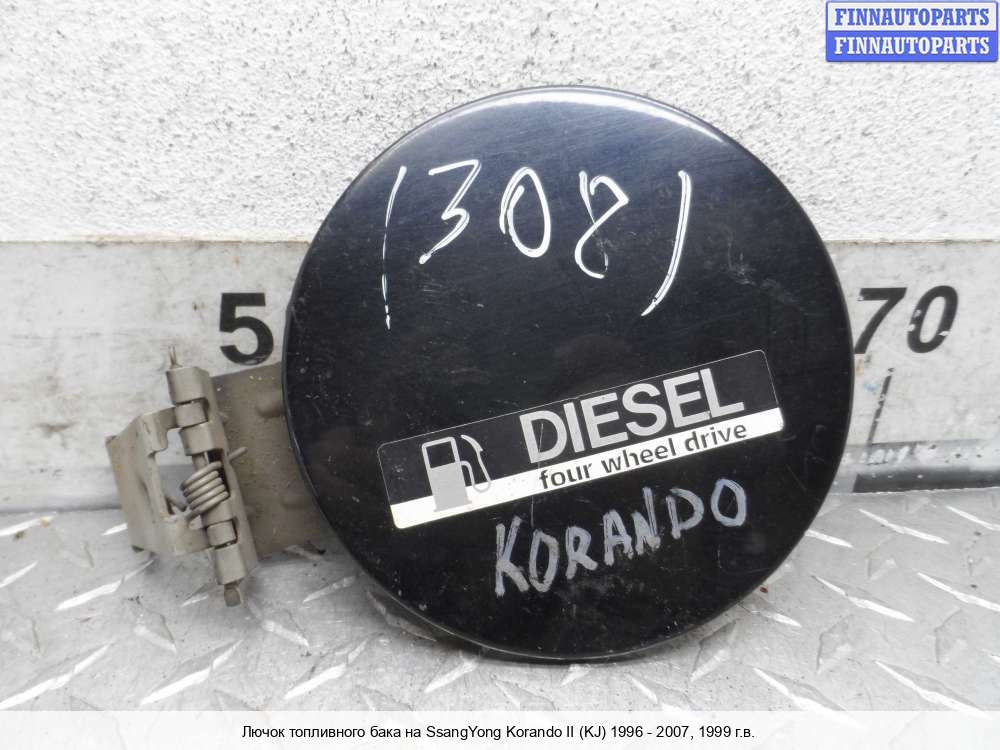 FINNAUTOPARTS
FINNAUTOPARTS
13081
5
70
DIESEL
four wheel drive
KORANDO
Лючок топливного бака на SsangYong Korando II (KJ) 1996 - 2007, 1999 г.в.